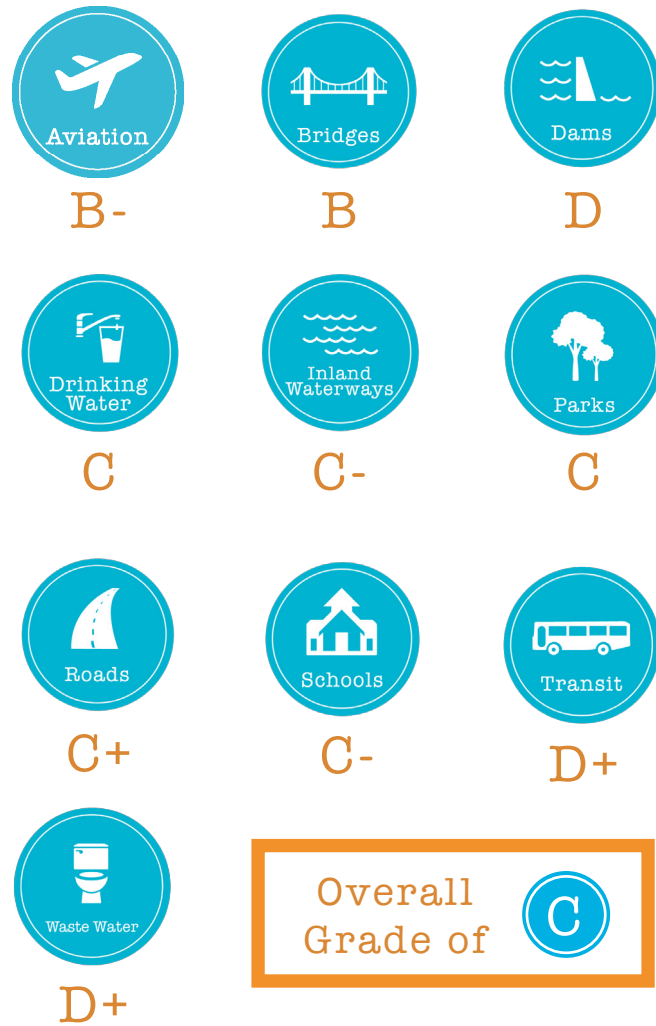 Aviation
B-
Bridges
B
Dams
D
Drinking
Water
C
Inland
Waterways
C-
Parks
C
Roads
C+
Schools
C-
Transit
D+
Waste Water
D+
Overall
Grade of
C